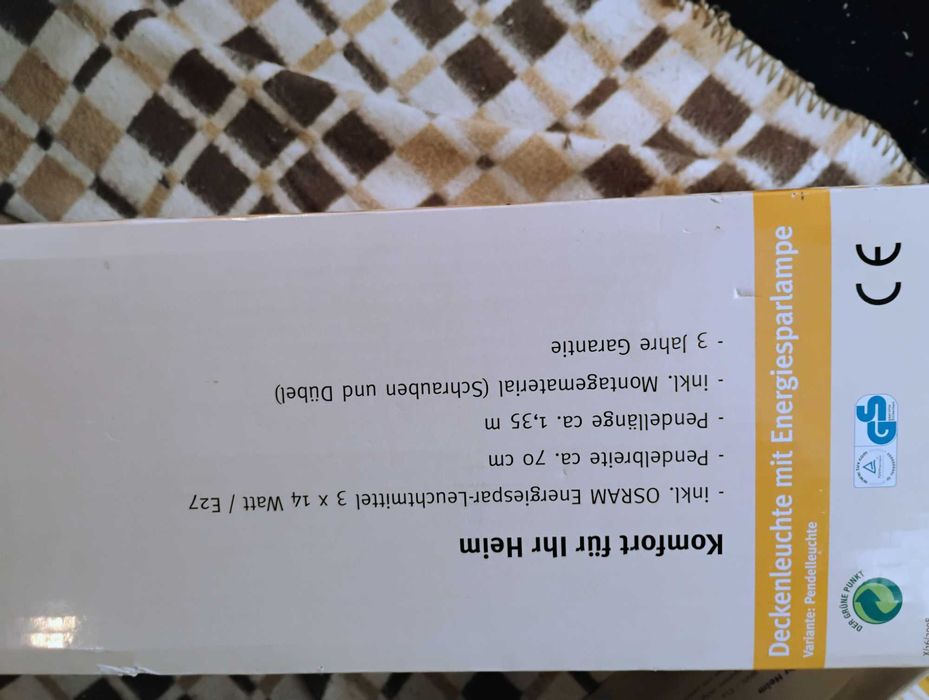 Komfort für Ihr Heim
- inkl. OSRAM Energiespar-Leuchtmittel 3 x 14 Watt / E27
- Pendelbreite ca. 70 cm
- Pendellänge ca. 1,35 m
- inkl. Montagematerial (Schrauben und Dübel)
- 3 Jahre Garantie
Deckenleuchte mit Energiesparlampe
Variante: Pendelleuchte
DER GRÜNE PUNKT
GS
CE